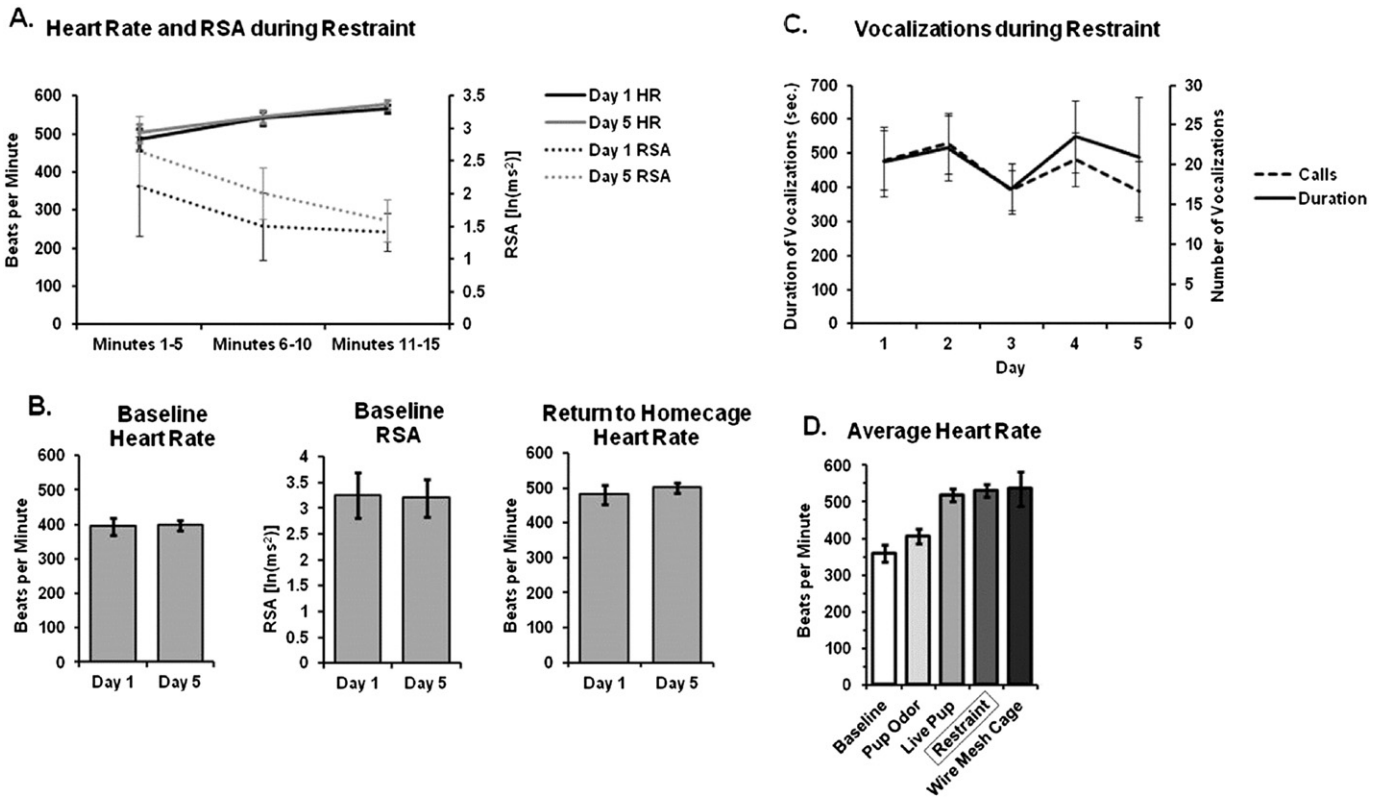 A. Heart Rate and RSA during Restraint
600
500
400
300
200
100
0
Beats per Minute
3.5
3
2.5
2
1.5
1
0.5
0
RSA [ln(ms²)]
Minutes 1-5 Minutes 6-10 Minutes 11-15
Day 1 HR
Day 5 HR
Day 1 RSA
Day 5 RSA
C. Vocalizations during Restraint
700
600
500
400
300
200
100
0
Duration of Vocalizations (sec.)
30
25
20
15
10
5
0
Number of Vocalizations
1 2 3 4 5
Day
Calls
Duration
B.
Baseline
Heart Rate
600
500
400
300
200
100
0
Beats per Minute
Day 1 Day 5
Baseline
RSA
4
3.5
3
2.5
2
1.5
1
0.5
0
RSA [ln(ms²)]
Day 1 Day 5
Return to Homecage
Heart Rate
600
500
400
300
200
100
0
Beats per Minute
Day 1 Day 5
D. Average Heart Rate
600
500
400
300
200
100
0
Beats per Minute
Baseline
Pup Odor
Live Pup
Restraint
Wire Mesh Cage